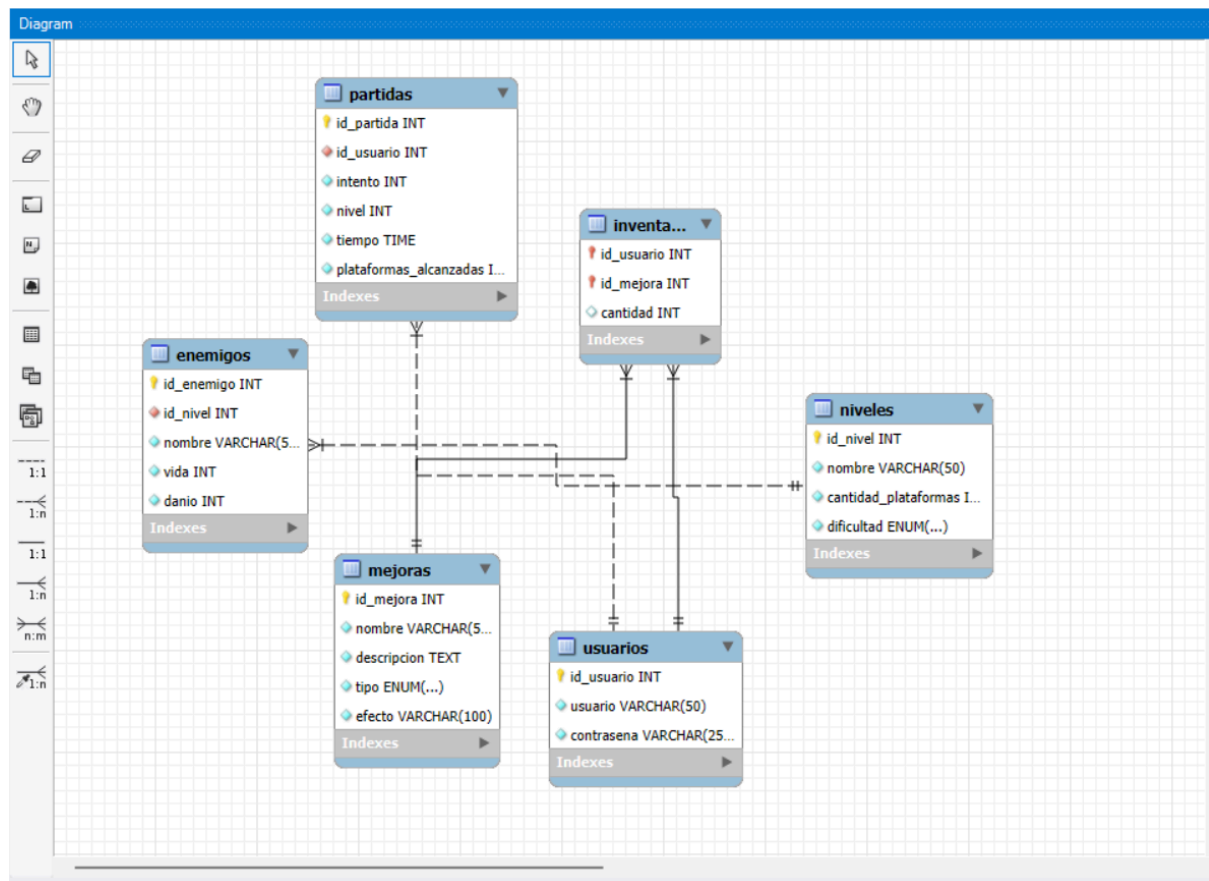 Diagram
1:1
1:n
1:1
1:n
n:m
1:n
partidas
id_partida INT
id_usuario INT
intento INT
nivel INT
tiempo TIME
plataformas_alcanzadas I...
Indexes
inventa...
id_usuario INT
id_mejora INT
cantidad INT
Indexes
enemigos
id_enemigo INT
id_nivel INT
nombre VARCHAR(5...
vida INT
danio INT
Indexes
niveles
id_nivel INT
nombre VARCHAR(50)
cantidad_plataformas I...
dificultad ENUM(...)
Indexes
mejoras
id_mejora INT
nombre VARCHAR(5...
descripcion TEXT
tipo ENUM(...)
efecto VARCHAR(100)
Indexes
usuarios
id_usuario INT
usuario VARCHAR(50)
contrasena VARCHAR(25...
Indexes